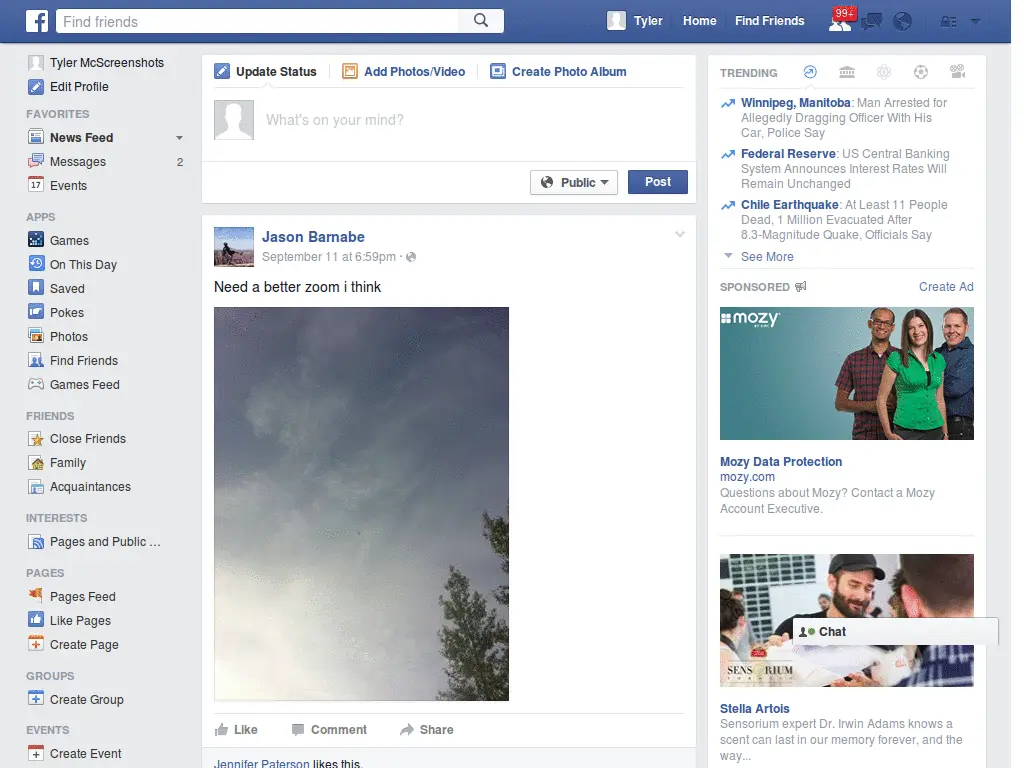 Find friends
Tyler
Home
Find Friends
99+
Tyler McScreenshots
Edit Profile
FAVORITES
News Feed
Messages
2
17
Events
APPS
Games
On This Day
Saved
Pokes
Photos
Find Friends
Games Feed
FRIENDS
Close Friends
Family
Acquaintances
INTERESTS
Pages and Public ...
PAGES
Pages Feed
Like Pages
Create Page
GROUPS
Create Group
EVENTS
Create Event
Update Status
Add Photos/Video
Create Photo Album
What's on your mind?
Public
Post
Jason Barnabe
September 11 at 6:59pm ·
Need a better zoom i think
Like
Comment
Share
Jennifer Paterson likes this.
TRENDING
Winnipeg, Manitoba: Man Arrested for
Allegedly Dragging Officer With His
Car, Police Say
Federal Reserve: US Central Banking
System Announces Interest Rates Will
Remain Unchanged
Chile Earthquake: At Least 11 People
Dead, 1 Million Evacuated After
8.3-Magnitude Quake, Officials Say
See More
SPONSORED
Create Ad
mozy
BY EMC
Mozy Data Protection
mozy.com
Questions about Mozy? Contact a Mozy
Account Executive.
Chat
Stella Artois
Sensorium expert Dr. Irwin Adams knows a
scent can last in our memory forever, and the
way...